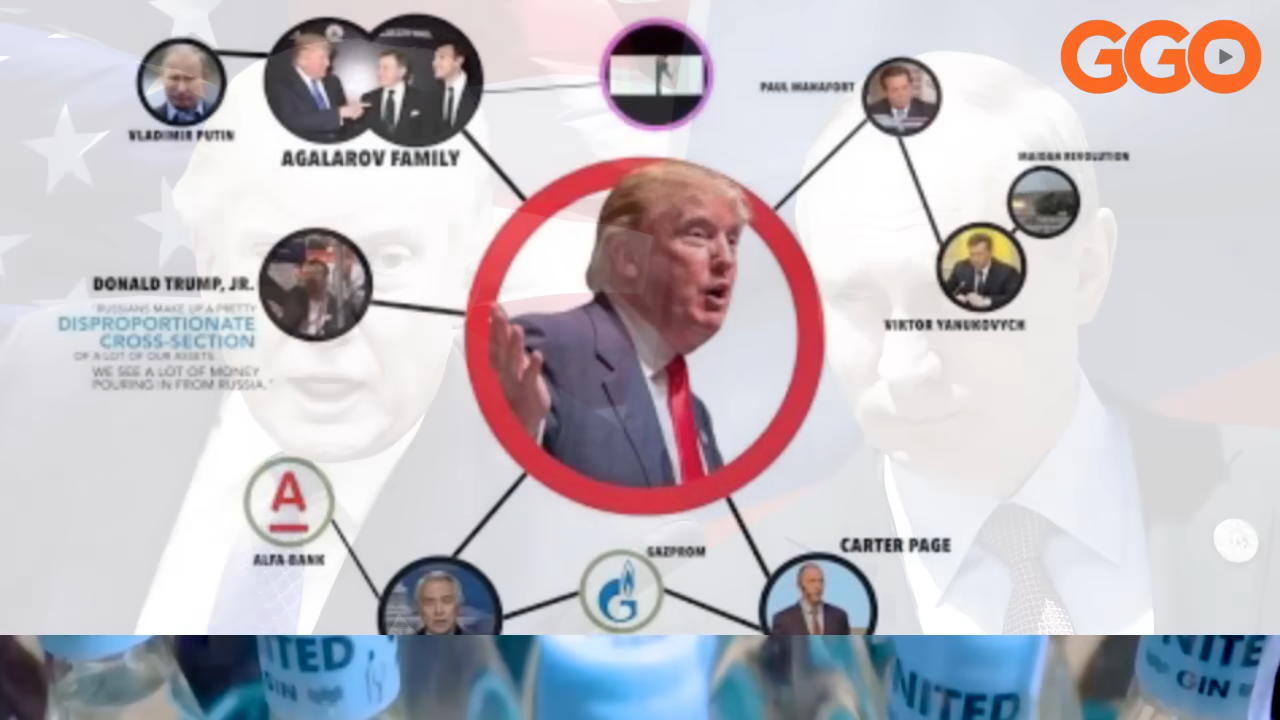 GGO
PAUL MANAFORT
VLADIMIR PUTIN
AGALAROV FAMILY
MAIDAN REVOLUTION
DONALD TRUMP, JR.
"RUSSIANS MAKE UP A PRETTY
DISPROPORTIONATE
CROSS-SECTION
OF A LOT OF OUR ASSETS.
WE SEE A LOT OF MONEY
POURING IN FROM RUSSIA."
VIKTOR YANUKOVYCH
A
ALFA-BANK
GAZPROM
G
CARTER PAGE
ITED
GIN
NITED
NITE
GIN